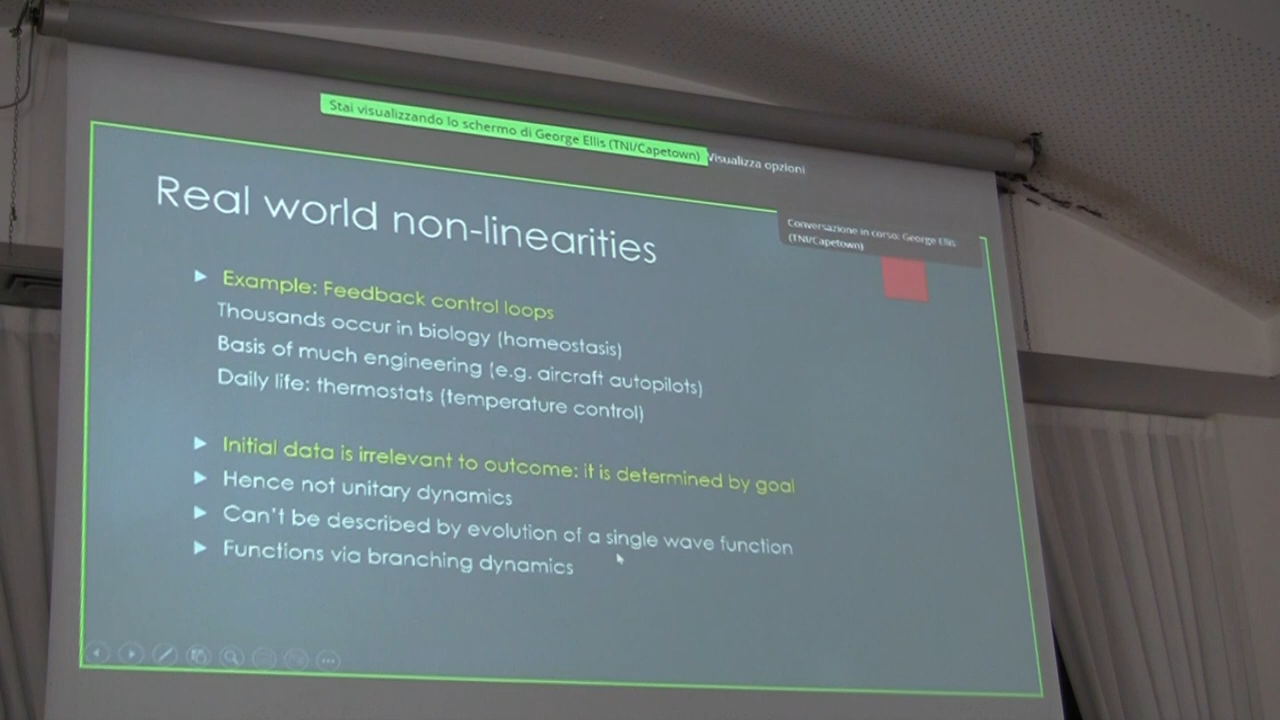 Stai visualizzando lo schermo di George Ellis (TNI/Capetown)
Visualizza opzioni
Conversazione in corso: George Ellis
(TNI/Capetown)
Real world non-linearities
Example: Feedback control loops
Thousands occur in biology (homeostasis)
Basis of much engineering (e.g. aircraft autopilots)
Daily life: thermostats (temperature control)
Initial data is irrelevant to outcome: it is determined by goal
Hence not unitary dynamics
Can't be described by evolution of a single wave function
Functions via branching dynamics